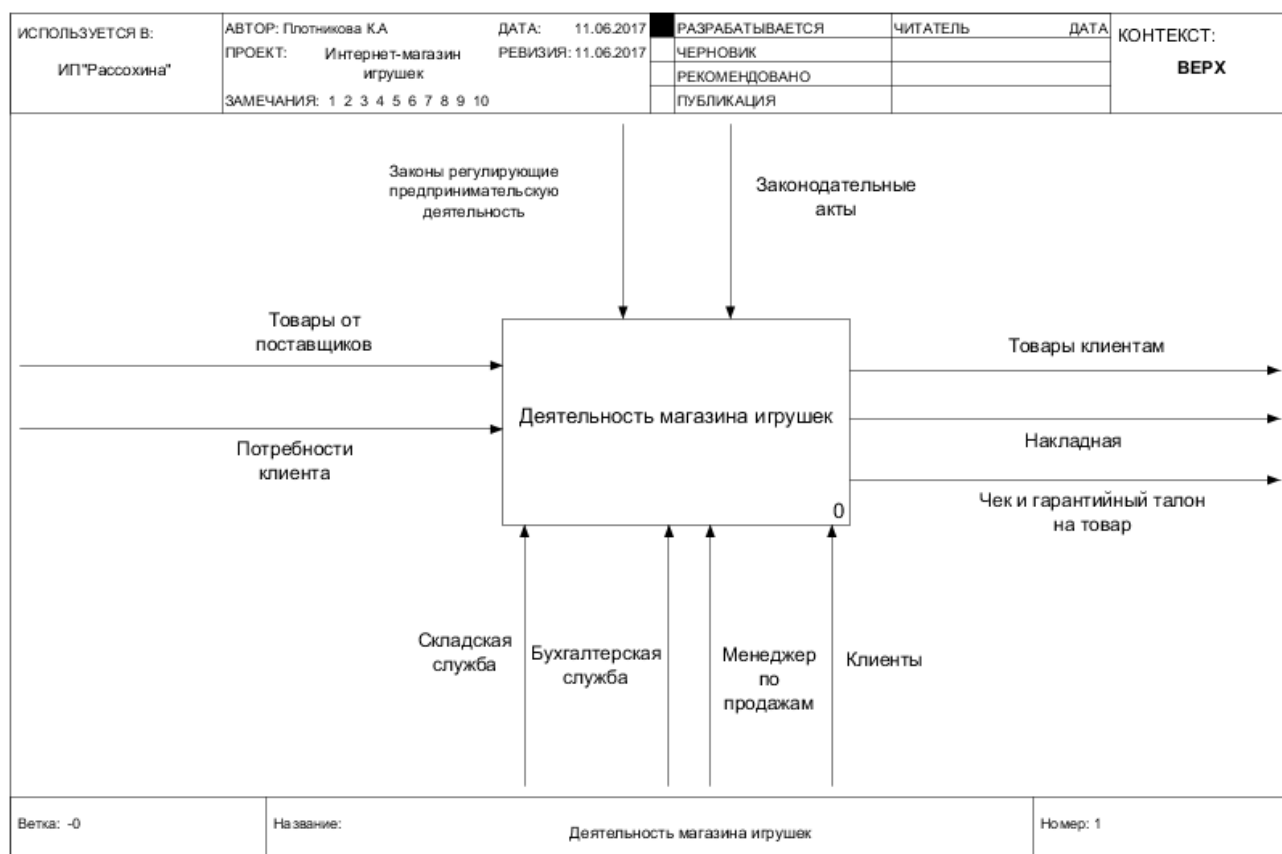 ИСПОЛЬЗУЕТСЯ В:
ИП"Рассохина"
АВТОР: Плотникова К.А
ДАТА: 11.06.2017
ПРОЕКТ: Интернет-магазин
игрушек
РЕВИЗИЯ: 11.06.2017
ЗАМЕЧАНИЯ: 1 2 3 4 5 6 7 8 9 10
РАЗРАБАТЫВАЕТСЯ
ЧЕРНОВИК
РЕКОМЕНДОВАНО
ПУБЛИКАЦИЯ
ЧИТАТЕЛЬ ДАТА
КОНТЕКСТ:
ВЕРХ
Законы регулирующие
предпринимательскую
деятельность
Законодательные
акты
Товары от
поставщиков
Потребности
клиента
Деятельность магазина игрушек
0
Товары клиентам
Накладная
Чек и гарантийный талон
на товар
Складская
служба
Бухгалтерская
служба
Менеджер
по
продажам
Клиенты
Ветка: -0
Название:
Деятельность магазина игрушек
Номер: 1